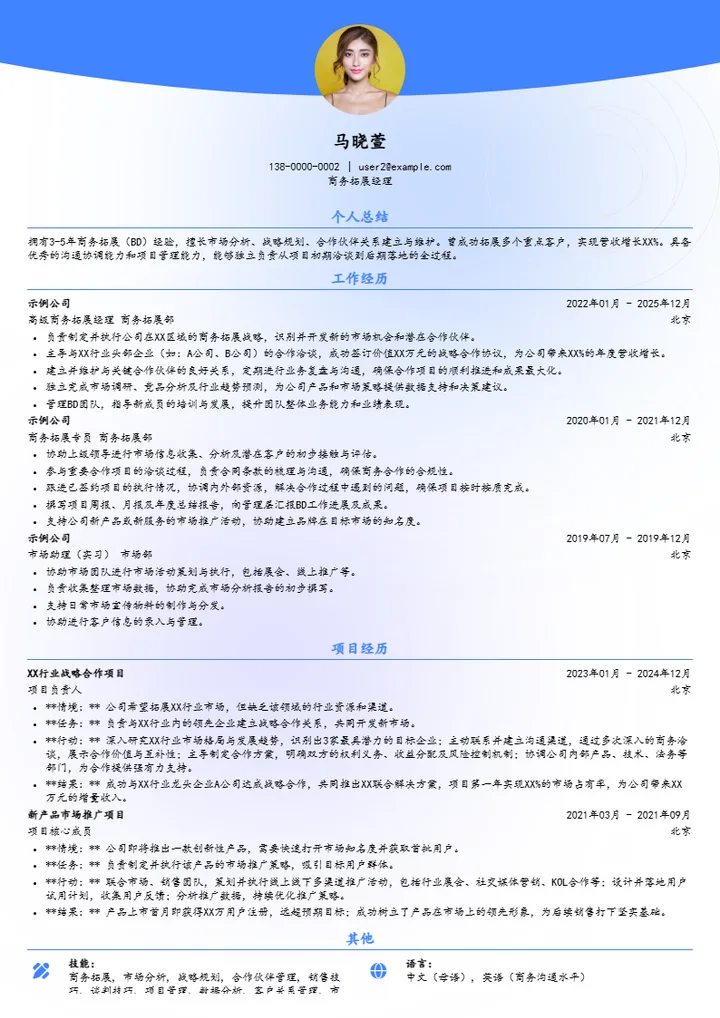 马晓萱
138-0000-0002 | user2@example.com
商务拓展经理
个人总结
拥有3-5年商务拓展（BD）经验，擅长市场分析、战略规划、合作伙伴关系建立与维护。曾成功拓展多个重点客户，实现营收增长XX%。具备
优秀的沟通协调能力和项目管理能力，能够独立负责从项目初期洽谈到后期落地的全过程。
工作经历
示例公司 2022年01月 - 2025年12月
高级商务拓展经理 商务拓展部 北京
• 负责制定并执行公司在XX区域的商务拓展战略，识别并开发新的市场机会和潜在合作伙伴。
• 主导与XX行业头部企业（如：A公司、B公司）的合作洽谈，成功签订价值XX万元的战略合作协议，为公司带来XX%的年度营收增长。
• 建立并维护与关键合作伙伴的良好关系，定期进行业务复盘与沟通，确保合作项目的顺利推进和成果最大化。
• 独立完成市场调研、竞品分析及行业趋势预测，为公司产品和市场策略提供数据支持和决策建议。
• 管理BD团队，指导新成员的培训与发展，提升团队整体业务能力和业绩表现。
示例公司 2020年01月 - 2021年12月
商务拓展专员 商务拓展部 北京
• 协助上级领导进行市场信息收集、分析及潜在客户的初步接触与评估。
• 参与重要合作项目的洽谈过程，负责合同条款的梳理与沟通，确保商务合作的合规性。
• 跟进已签约项目的执行情况，协调内外部资源，解决合作过程中遇到的问题，确保项目按时按质完成。
• 撰写项目周报、月报及年度总结报告，向管理层汇报BD工作进展及成果。
• 支持公司新产品或新服务的市场推广活动，协助建立品牌在目标市场的知名度。
示例公司 2019年07月 - 2019年12月
市场助理（实习） 市场部 北京
• 协助市场团队进行市场活动策划与执行，包括展会、线上推广等。
• 负责收集整理市场数据，协助完成市场分析报告的初步撰写。
• 支持日常市场宣传物料的制作与分发。
• 协助进行客户信息的录入与管理。
项目经历
XX行业战略合作项目 2023年01月 - 2024年12月
项目负责人 北京
• **情境：** 公司希望拓展XX行业市场，但缺乏该领域的行业资源和渠道。
• **任务：** 负责与XX行业内的领先企业建立战略合作关系，共同开发新市场。
• **行动：** 深入研究XX行业市场格局与发展趋势，识别出3家最具潜力的目标企业；主动联系并建立沟通渠道，通过多次深入的商务洽
谈，展示合作价值与互补性；主导制定合作方案，明确双方的权利义务、收益分配及风险控制机制；协调公司内部产品、技术、法务等
部门，为合作提供强有力支持。
• **结果：** 成功与XX行业龙头企业A公司达成战略合作，共同推出XX联合解决方案，项目第一年实现XX%的市场占有率，为公司带来XX
万元的增量收入。
新产品市场推广项目 2021年03月 - 2021年09月
项目核心成员 北京
• **情境：** 公司即将推出一款创新性产品，需要快速打开市场知名度并获取首批用户。
• **任务：** 负责制定并执行该产品的市场推广策略，吸引目标用户群体。
• **行动：** 联合市场、销售团队，策划并执行线上线下多渠道推广活动，包括行业展会、社交媒体营销、KOL合作等；设计并落地用户
试用计划，收集用户反馈；分析推广数据，持续优化推广策略。
• **结果：** 产品上市首月即获得XX万用户注册，远超预期目标；成功树立了产品在市场上的领先形象，为后续销售打下坚实基础。
其他
技能：
商务拓展，市场分析，战略规划，合作伙伴管理，销售技
巧，谈判技巧，项目管理，数据分析，客户关系管理，市
语言：
中文（母语），英语（商务沟通水平）